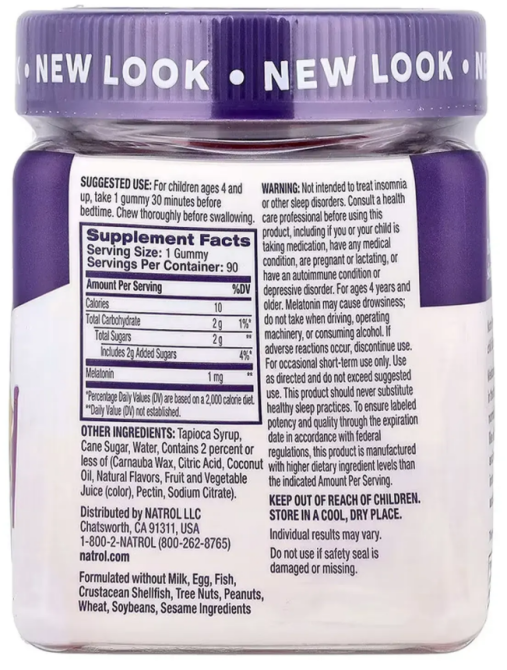 K • NEW LOOK • NEW LOOK • N
SUGGESTED USE: For children ages 4 and
up, take 1 gummy 30 minutes before
bedtime. Chew thoroughly before swallowing.
Supplement Facts
Serving Size: 1 Gummy
Servings Per Container: 90
Amount Per Serving %DV
Calories 10
Total Carbohydrate 2 g 1%*
Total Sugars 2 g **
Includes 2g Added Sugars 4%*
Melatonin 1 mg **
*Percentage Daily Values (DV) are based on a 2,000 calorie diet.
**Daily Value (DV) not established.
OTHER INGREDIENTS: Tapioca Syrup,
Cane Sugar, Water, Contains 2 percent or
less of (Carnauba Wax, Citric Acid, Coconut
Oil, Natural Flavors, Fruit and Vegetable
Juice (color), Pectin, Sodium Citrate).
Distributed by NATROL LLC
Chatsworth, CA 91311, USA
1-800-2-NATROL (800-262-8765)
natrol.com
Formulated without Milk, Egg, Fish,
Crustacean Shellfish, Tree Nuts, Peanuts,
Wheat, Soybeans, Sesame Ingredients
WARNING: Not intended to treat insomnia
or other sleep disorders. Consult a health
care professional before using this
product, including if you or your child is
taking medication, have any medical
condition, are pregnant or lactating, or
have an autoimmune condition or
depressive disorder. For ages 4 years and
older. Melatonin may cause drowsiness;
do not take when driving, operating
machinery, or consuming alcohol. If
adverse reactions occur, discontinue use.
For occasional short-term use only. Use
as directed and do not exceed suggested
use. This product should never substitute
healthy sleep practices. To ensure labeled
potency and quality through the expiration
date in accordance with federal
regulations, this product is manufactured
with higher dietary ingredient levels than
the indicated Amount Per Serving.
KEEP OUT OF REACH OF CHILDREN.
STORE IN A COOL, DRY PLACE.
Individual results may vary.
Do not use if safety seal is
damaged or missing.